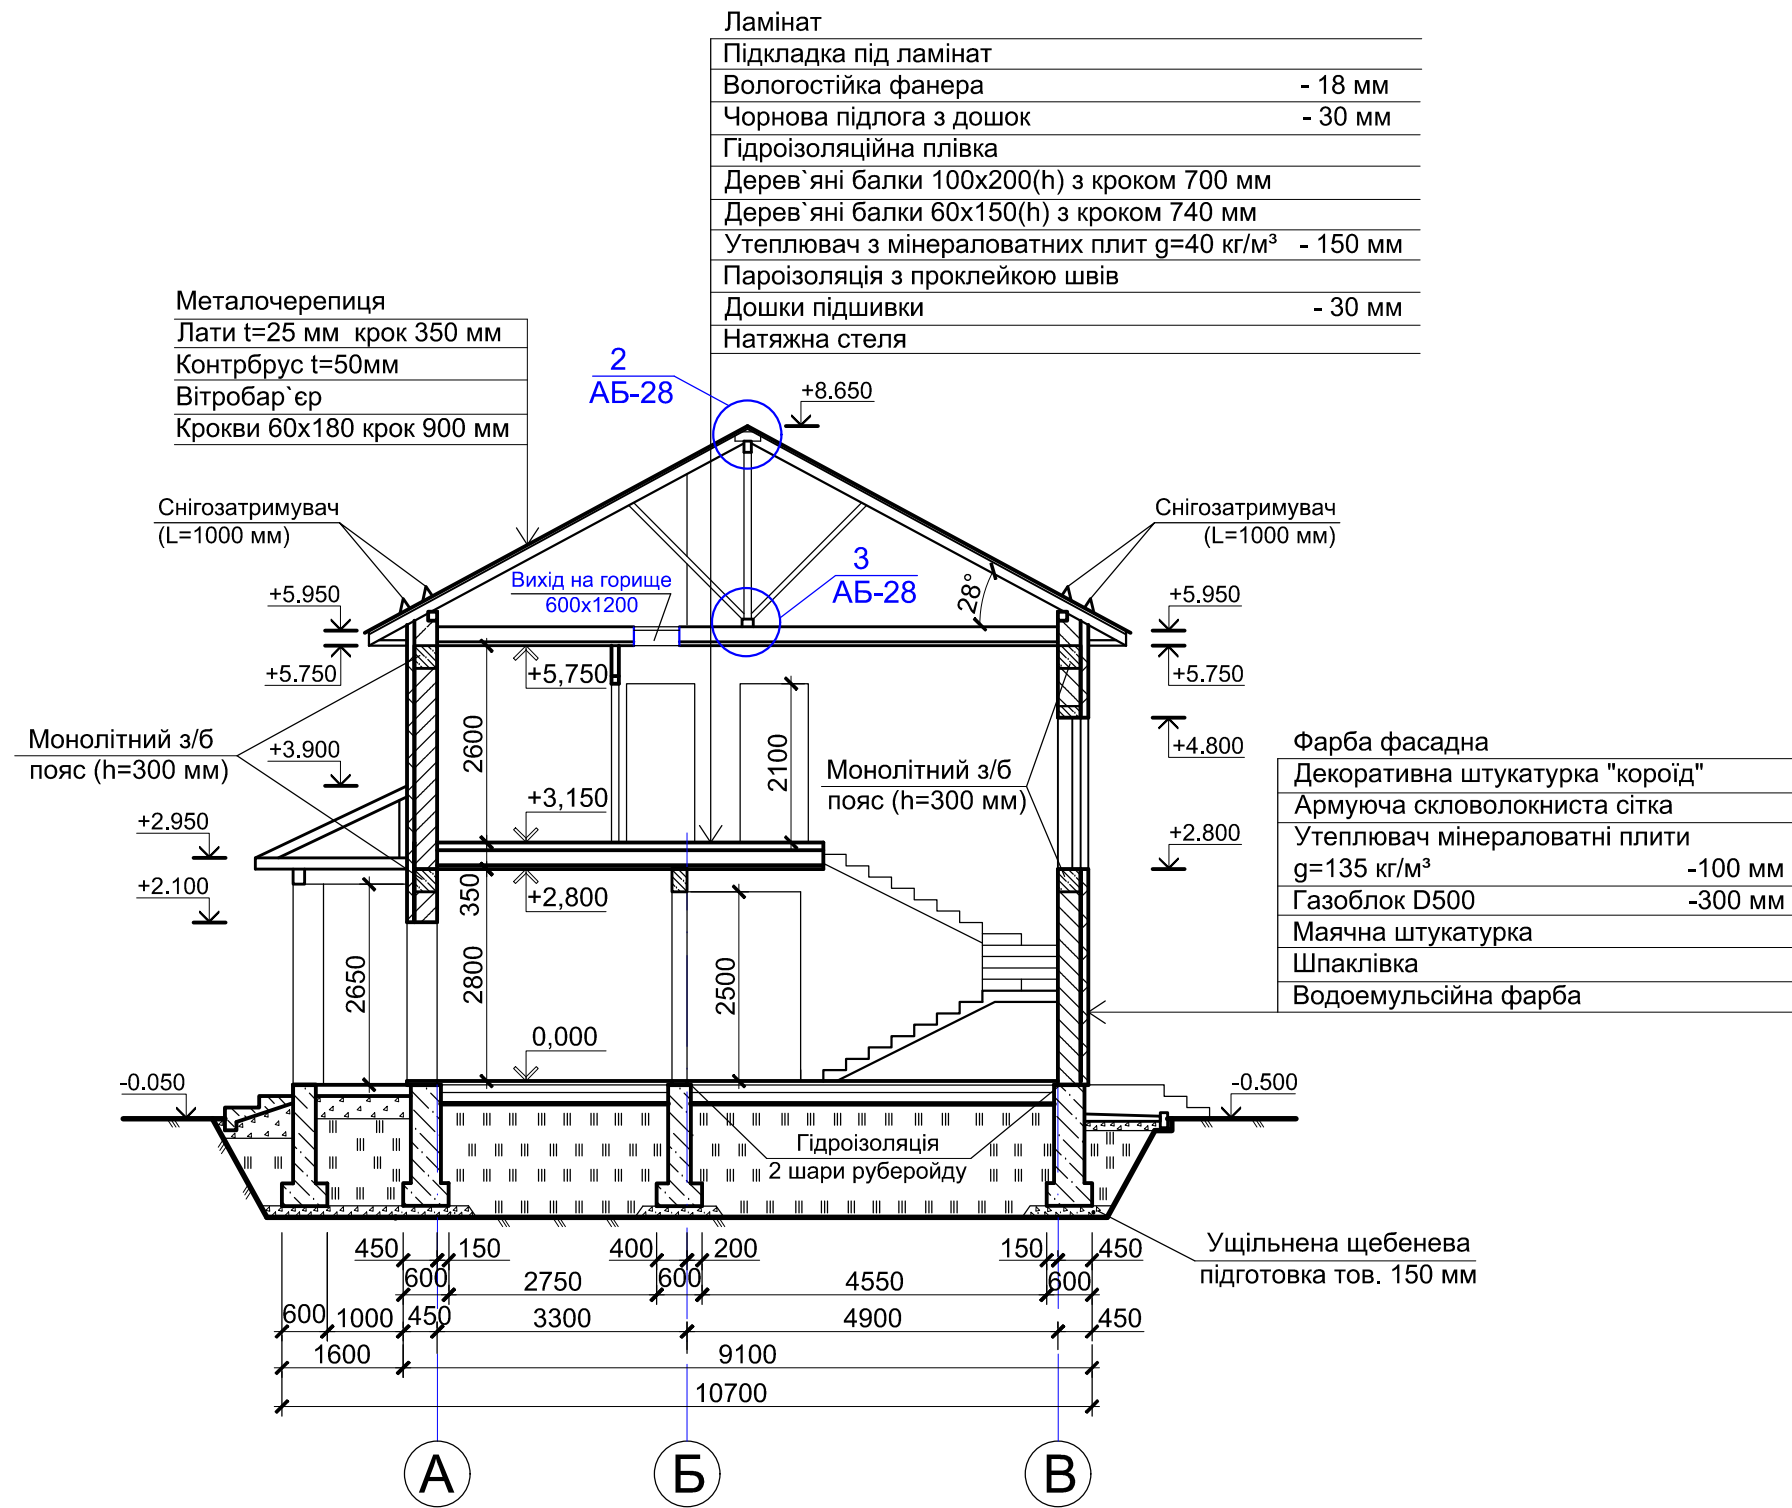 Ламінат
Підкладка під ламінат
Вологостійка фанера - 18 мм
Чорнова підлога з дошок - 30 мм
Гідроізоляційна плівка
Дерев`яні балки 100х200(h) з кроком 700 мм
Дерев`яні балки 60х150(h) з кроком 740 мм
Утеплювач з мінераловатних плит g=40 кг/м³ - 150 мм
Пароізоляція з проклейкою швів
Дошки підшивки - 30 мм
Натяжна стеля
Металочерепиця
Лати t=25 мм крок 350 мм
Контрбрус t=50мм
Вітробар`єр
Крокви 60х180 крок 900 мм
2
АБ-28
+8.650
Снігозатримувач
(L=1000 мм)
Снігозатримувач
(L=1000 мм)
Вихід на горище
600х1200
3
АБ-28
28°
+5.950
+5.750
+5.950
+5.750
+5,750
Монолітний з/б
пояс (h=300 мм)
+3.900
2600
2100
+4.800
Монолітний з/б
пояс (h=300 мм)
+3,150
+2.950
+2.800
+2.100
350
+2,800
2650
2800
2500
0,000
Фарба фасадна
Декоративна штукатурка "короїд"
Армуюча скловолокниста сітка
Утеплювач мінераловатні плити
g=135 кг/м³ -100 мм
Газоблок D500 -300 мм
Маячна штукатурка
Шпаклівка
Водоемульсійна фарба
-0.050
-0.500
Гідроізоляція
2 шари руберойду
Ущільнена щебенева
підготовка тов. 150 мм
450 150 400 200 150 450
600 2750 600 4550 600
600 1000 450 3300 4900 450
1600 9100
10700
А Б В